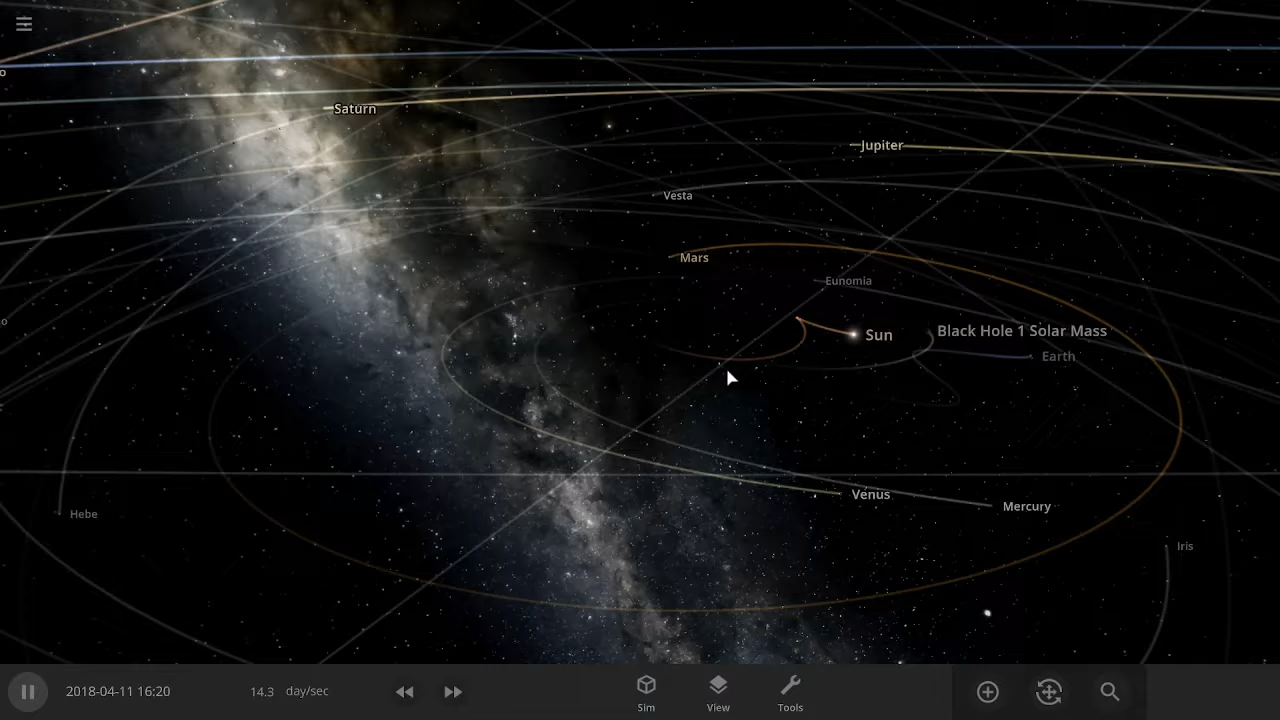 Saturn
Jupiter
Vesta
Mars
Eunomia
Sun
Black Hole 1 Solar Mass
Earth
Venus
Mercury
Hebe
Iris
2018-04-11 16:20
14.3 day/sec
Sim
View
Tools